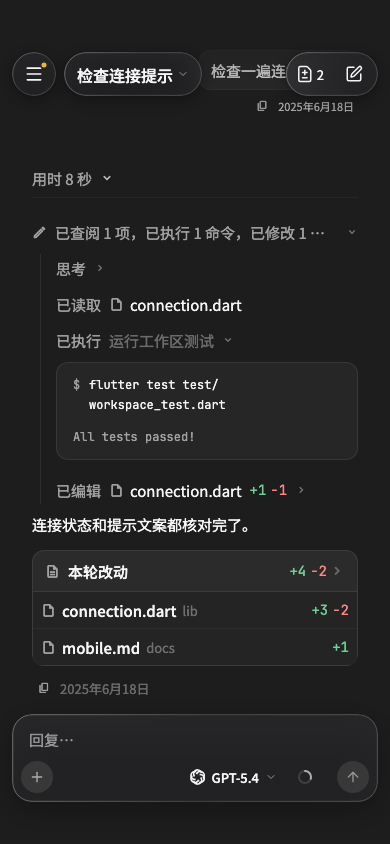 检查连接提示
检查一遍连
2
2025年6月18日
用时 8 秒
已查阅 1 项，已执行 1 命令，已修改 1 …
思考
已读取 connection.dart
已执行 运行工作区测试
$ flutter test test/
workspace_test.dart
All tests passed!
已编辑 connection.dart +1 -1
连接状态和提示文案都核对完了。
本轮改动 +4 -2
connection.dart lib +3 -2
mobile.md docs +1
2025年6月18日
回复…
GPT-5.4